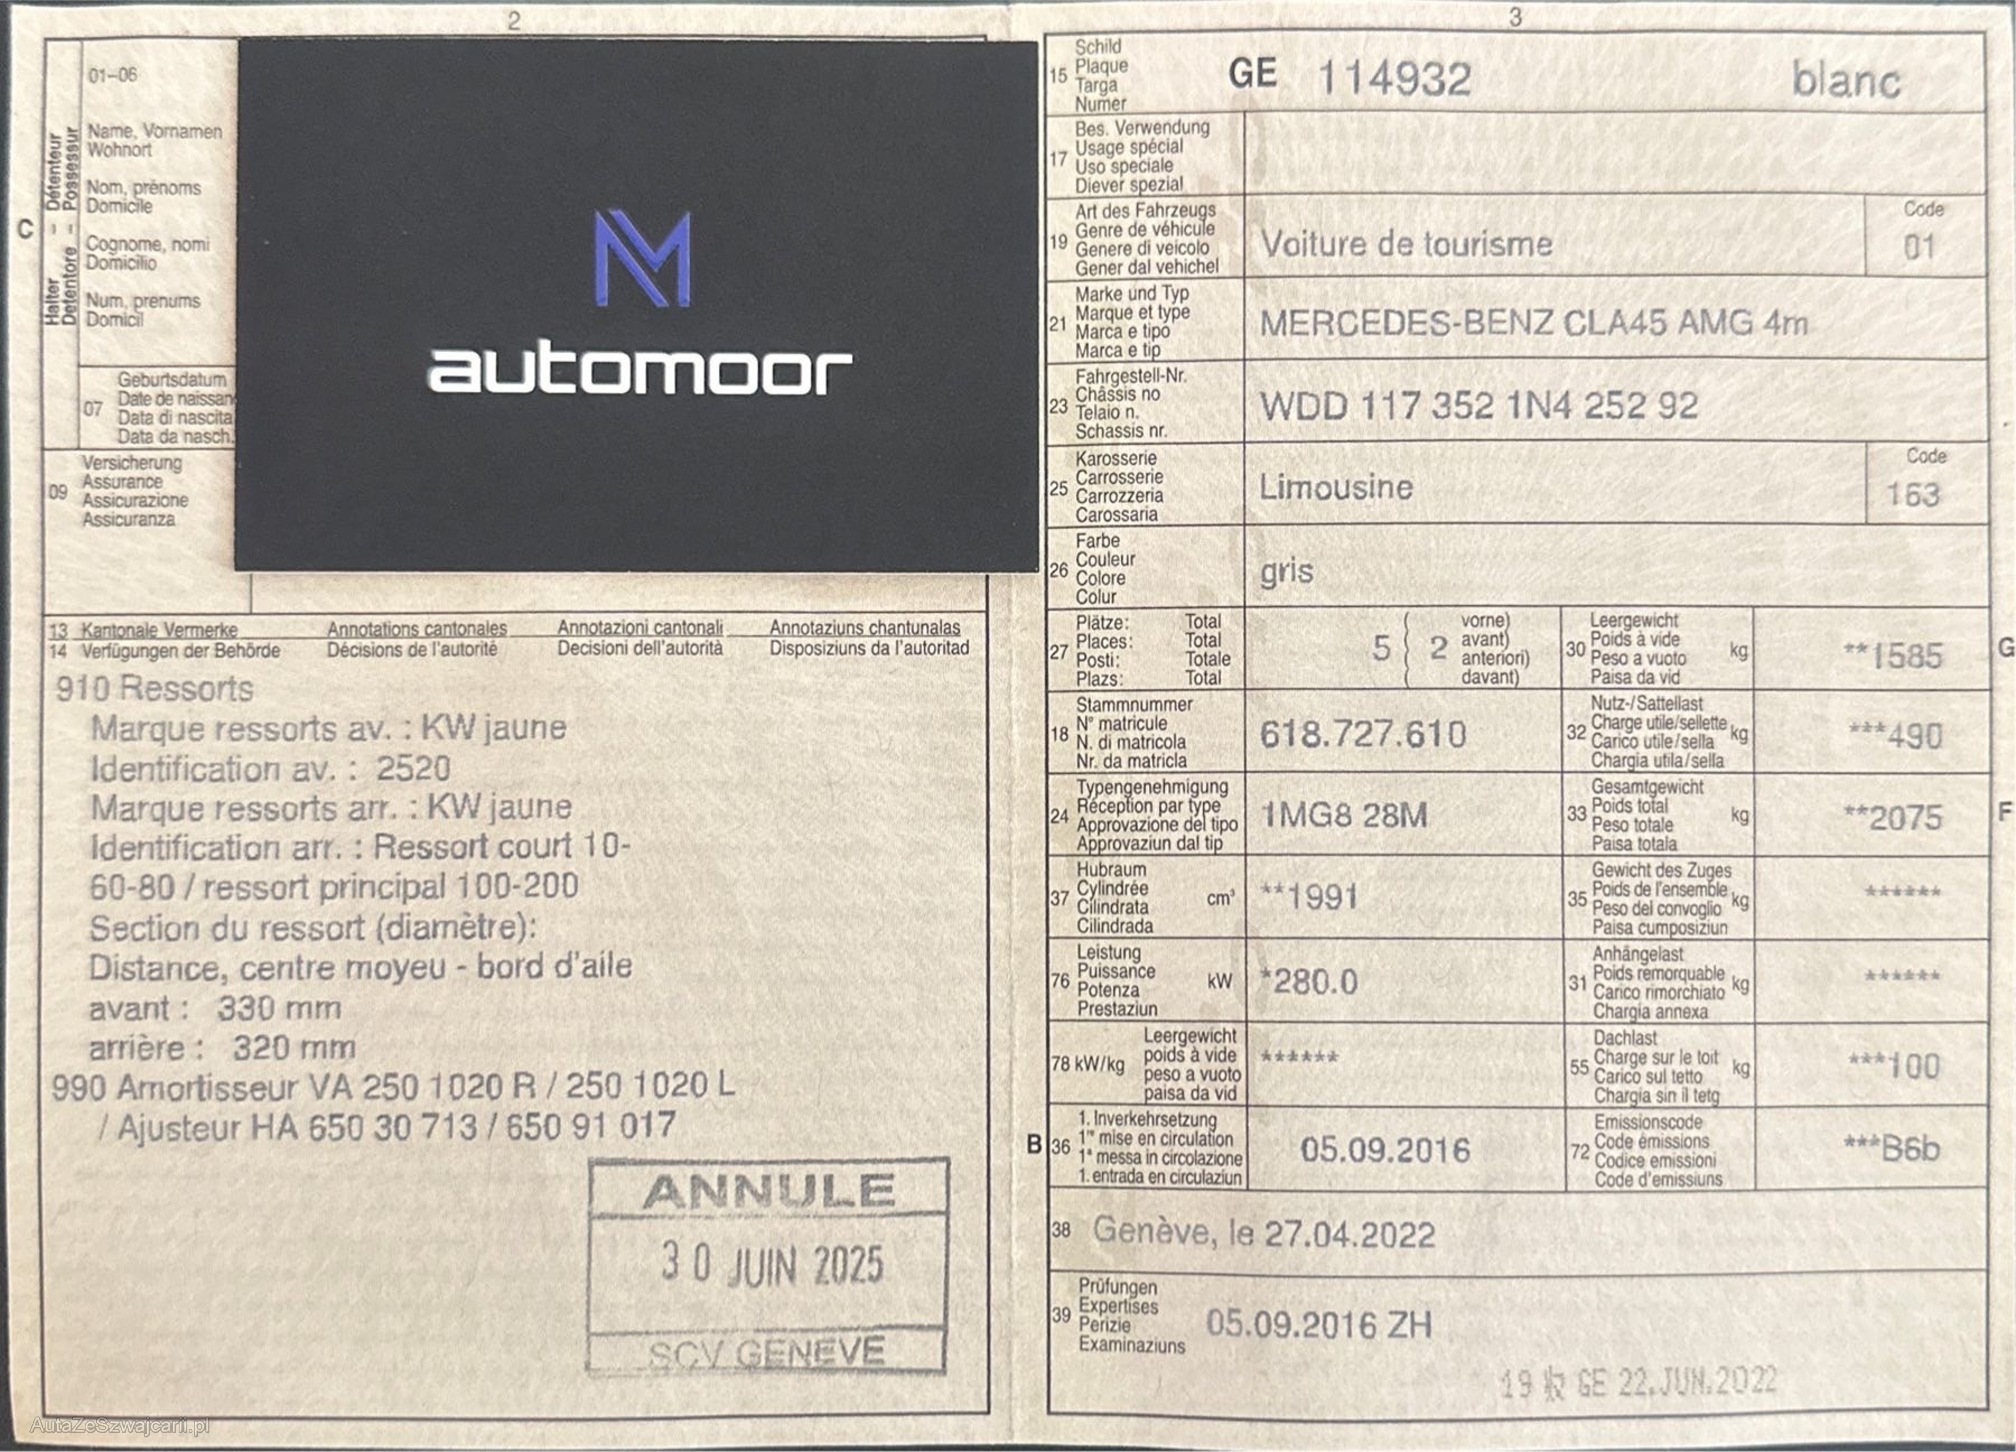 2
01–06
Name, Vornamen
Wohnort
Nom, prénoms
Domicile
Cognome, nomi
Domicilio
Num, prenums
Domicil
C
Halter – Détenteur
Detentore – Possessur
07
Geburtsdatum
Date de naissan
Data di nascita
Data da nasch.
09
Versicherung
Assurance
Assicurazione
Assicuranza
automoor
13 Kantonale Vermerke Annotations cantonales Annotazioni cantonali Annotaziuns chantunalas
14 Verfügungen der Behörde Décisions de l'autorité Decisioni dell'autorità Disposiziuns da l'autoritad
910 Ressorts
Marque ressorts av. : KW jaune
Identification av. : 2520
Marque ressorts arr. : KW jaune
Identification arr. : Ressort court 10-
60-80 / ressort principal 100-200
Section du ressort (diamètre):
Distance, centre moyeu - bord d'aile
avant : 330 mm
arrière : 320 mm
990 Amortisseur VA 250 1020 R / 250 1020 L
/ Ajusteur HA 650 30 713 / 650 91 017
ANNULE
30 JUIN 2025
SCV GENEVE
AutaZeSzwajcarii.pl
3
15 Schild
Plaque
Targa
Numer
GE 114932 blanc
17 Bes. Verwendung
Usage spécial
Uso speciale
Diever spezial
19 Art des Fahrzeugs
Genre de véhicule
Genere di veicolo
Gener dal vehichel
Voiture de tourisme
Code
01
21 Marke und Typ
Marque et type
Marca e tipo
Marca e tip
MERCEDES-BENZ CLA45 AMG 4m
23 Fahrgestell-Nr.
Châssis no
Telaio n.
Schassis nr.
WDD 117 352 1N4 252 92
25 Karosserie
Carrosserie
Carrozzeria
Carossaria
Limousine
Code
163
26 Farbe
Couleur
Colore
Colur
gris
27 Plätze: Total
Places: Total
Posti: Totale
Plazs: Total
5 ( 2 vorne)
avant)
anteriori)
davant)
30 Leergewicht
Poids à vide
Peso a vuoto
Paisa da vid
kg
**1585
G
18 Stammnummer
N° matricule
N. di matricola
Nr. da matricla
618.727.610
32 Nutz-/Sattellast
Charge utile/sellette
Carico utile/sella
Chargia utila/sella
kg
***490
24 Typengenehmigung
Réception par type
Approvazione del tipo
Approvaziun dal tip
1MG8 28M
33 Gesamtgewicht
Poids total
Peso totale
Paisa totala
kg
**2075
F
37 Hubraum
Cylindrée
Cilindrata
Cilindrada
cm³
**1991
35 Gewicht des Zuges
Poids de l'ensemble
Peso del convoglio
Paisa cumposiziun
kg
******
76 Leistung
Puissance
Potenza
Prestaziun
kW
*280.0
31 Anhängelast
Poids remorquable
Carico rimorchiato
Chargia annexa
kg
******
78 kW/kg
Leergewicht
poids à vide
peso a vuoto
paisa da vid
******
55 Dachlast
Charge sur le toit
Carico sul tetto
Chargia sin il tetg
kg
***100
B
36 1. Inverkehrsetzung
1re mise en circulation
1a messa in circolazione
1. entrada en circulaziun
05.09.2016
72 Emissionscode
Code émissions
Codice emissioni
Code d'emissiuns
***B6b
38 Genève, le 27.04.2022
39 Prüfungen
Expertises
Perizie
Examinaziuns
05.09.2016 ZH
19 GE 22.JUN.2022